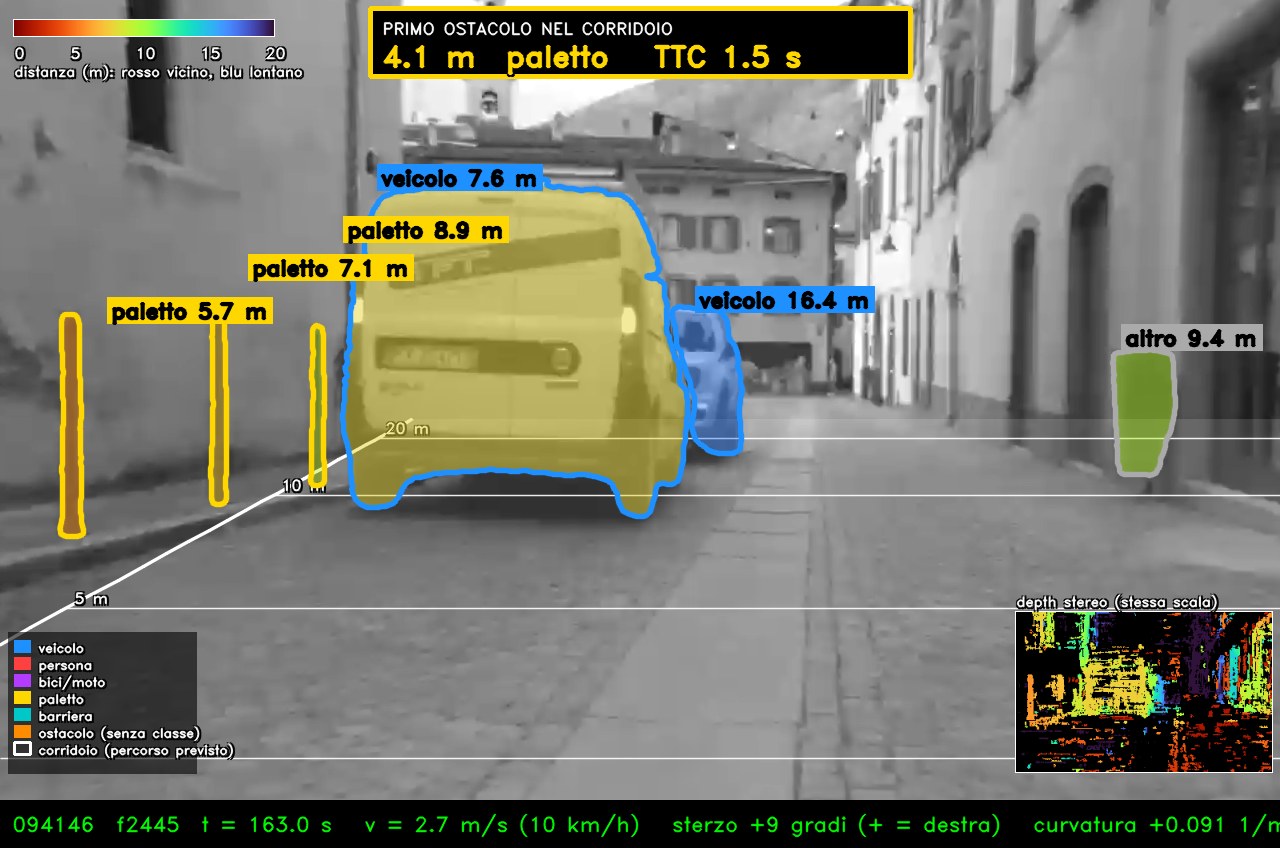 PRIMO OSTACOLO NEL CORRIDOIO
4.1 m paletto TTC 1.5 s
0 5 10 15 20
distanza (m): rosso vicino, blu lontano
veicolo 7.6 m
paletto 8.9 m
paletto 7.1 m
paletto 5.7 m
veicolo 16.4 m
altro 9.4 m
20 m
10 m
5 m
depth stereo (stessa scala)
veicolo
persona
bici/moto
paletto
barriera
ostacolo (senza classe)
corridoio (percorso previsto)
094146 f2445 t = 163.0 s v = 2.7 m/s (10 km/h) sterzo +9 gradi (+ = destra) curvatura +0.091 1/m